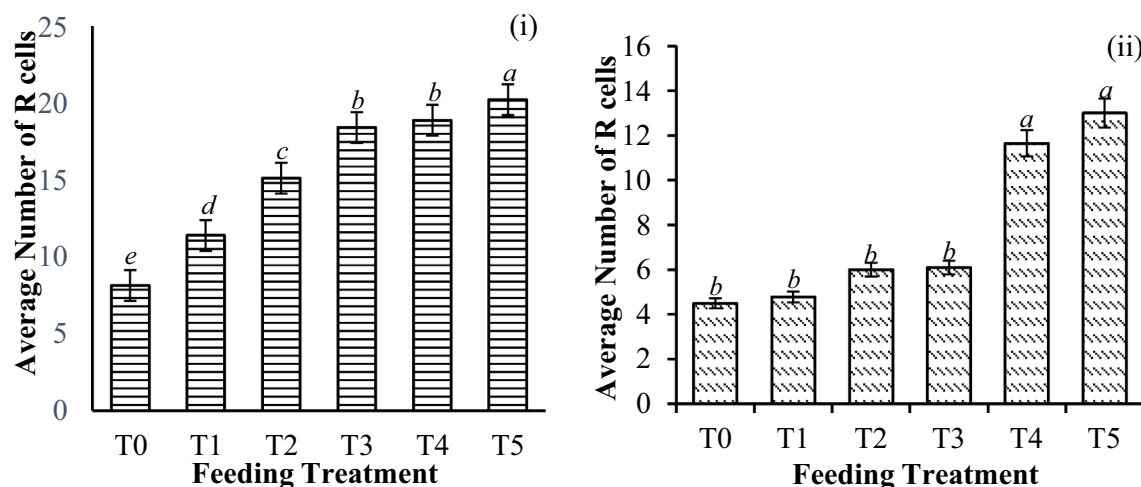 (i)
Average Number of R cells
25
20
15
10
5
0
e
d
c
b
b
a
T0 T1 T2 T3 T4 T5
Feeding Treatment
(ii)
Average Number of R cells
16
14
12
10
8
6
4
2
0
b
b
b
b
a
a
T0 T1 T2 T3 T4 T5
Feeding Treatment